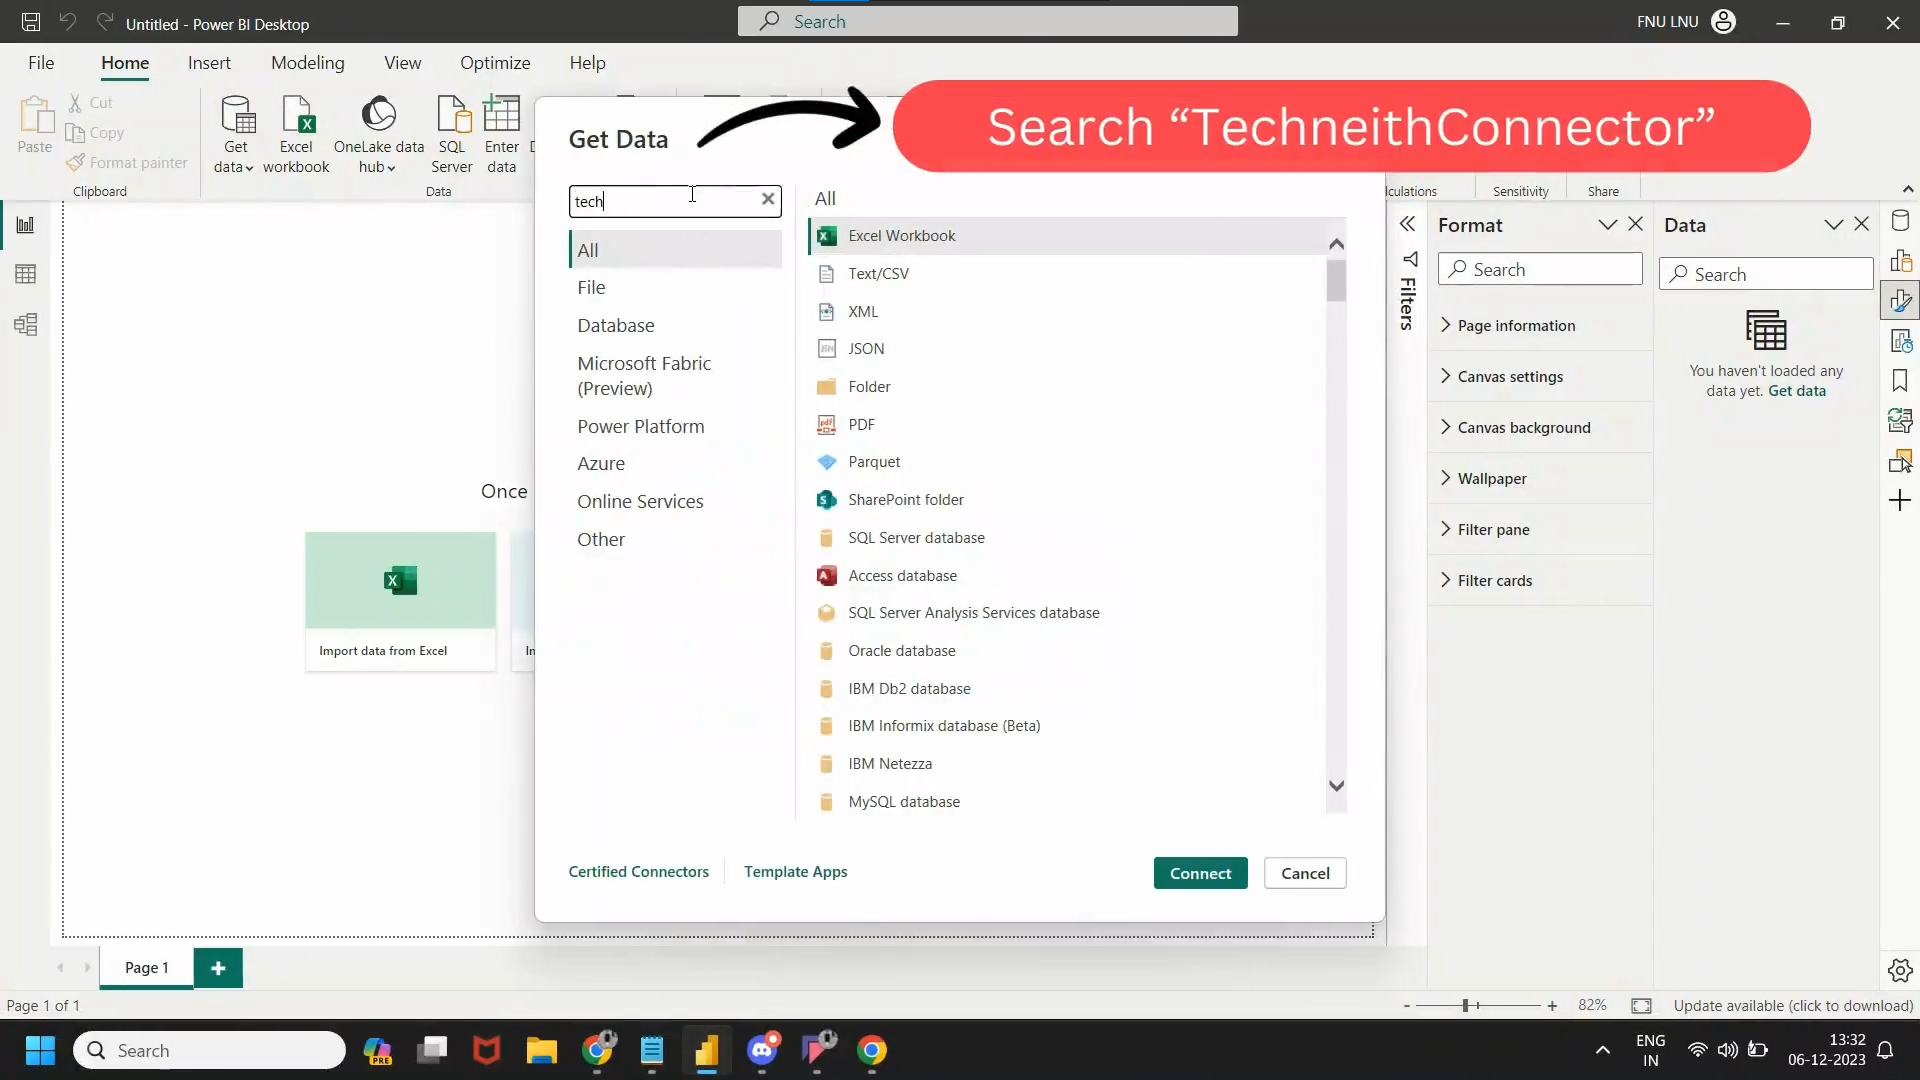 Untitled - Power BI Desktop
Search
FNU LNU
File
Home
Insert
Modeling
View
Optimize
Help
Paste
Cut
Copy
Format painter
Clipboard
Get data
Excel workbook
OneLake data hub
SQL Server
Enter data
Data
Search “TechneithConnector”
Sensitivity
Share
Get Data
tech
All
File
Database
Microsoft Fabric
(Preview)
Power Platform
Azure
Online Services
Other
All
Excel Workbook
Text/CSV
XML
JSON
Folder
PDF
Parquet
SharePoint folder
SQL Server database
Access database
SQL Server Analysis Services database
Oracle database
IBM Db2 database
IBM Informix database (Beta)
IBM Netezza
MySQL database
Certified Connectors
Template Apps
Connect
Cancel
Once
Import data from Excel
Filters
Format
Search
Page information
Canvas settings
Canvas background
Wallpaper
Filter pane
Filter cards
Data
Search
You haven't loaded any
data yet. Get data
Page 1
Page 1 of 1
82%
Update available (click to download)
Search
PRE
ENG
IN
13:32
06-12-2023